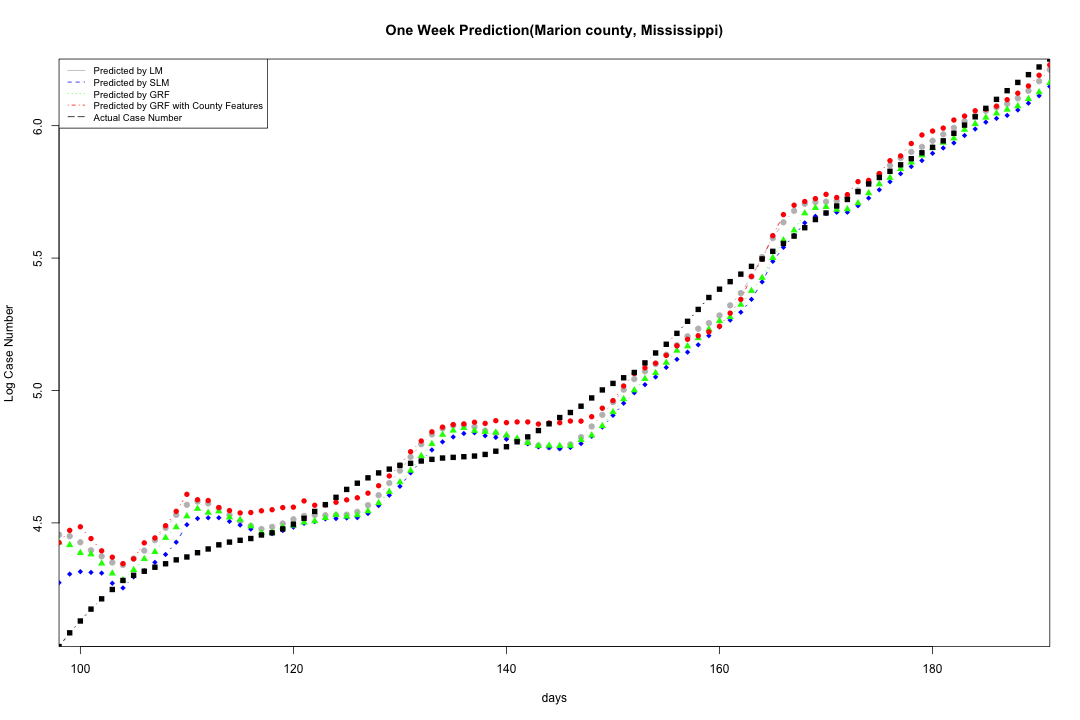 One Week Prediction(Marion county, Mississippi)
Predicted by LM
Predicted by SLM
Predicted by GRF
Predicted by GRF with County Features
Actual Case Number
Log Case Number
6.0
5.5
5.0
4.5
100 120 140 160 180
days